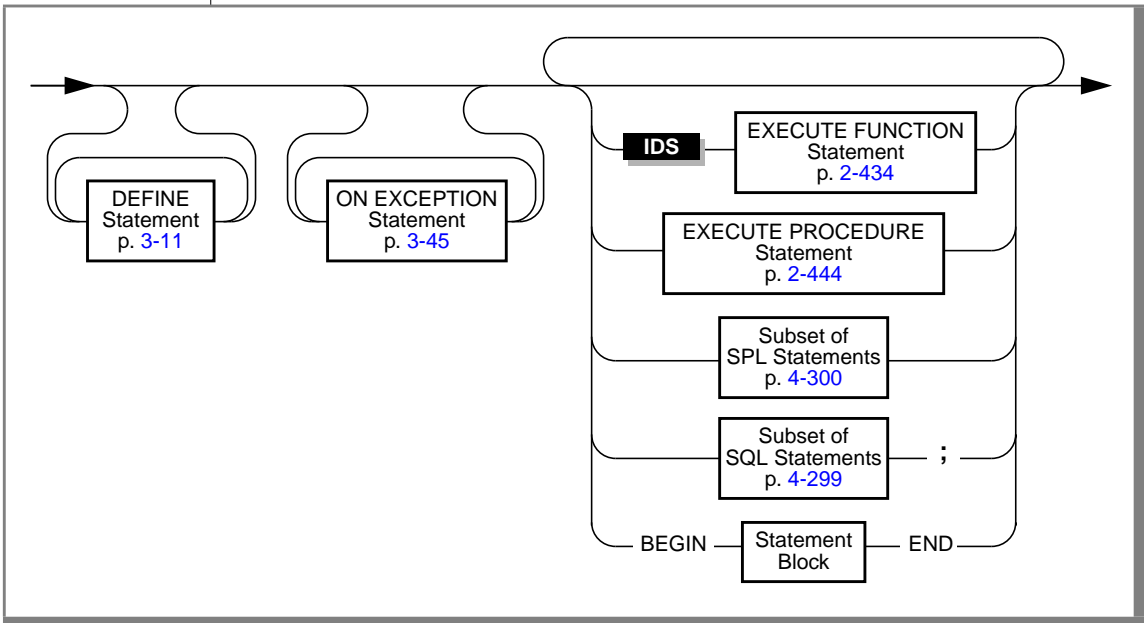 DEFINE
Statement
p. 3-11
ON EXCEPTION
Statement
p. 3-45
IDS
EXECUTE FUNCTION
Statement
p. 2-434
EXECUTE PROCEDURE
Statement
p. 2-444
Subset of
SPL Statements
p. 4-300
Subset of
SQL Statements
p. 4-299
;
BEGIN
Statement
Block
END